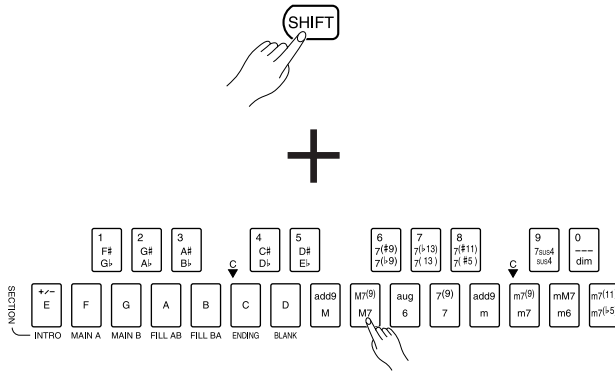 SHIFT
+
1 2 3 4 5 6 7 8 9 0
F# G# A# C# D# 7(#9) 7(♭13) 7(#11) 7sus4 ---
G♭ A♭ B♭ D♭ E♭ 7(♭9) 7(13) 7(#5) sus4 dim
C C
+/− add9 M7(9) aug 7(9) add9 m7(9) mM7 m7(11
E F G A B C D M M7 6 7 m m7 m6 m7(♭5
SECTION
INTRO MAIN A MAIN B FILL AB FILL BA ENDING BLANK